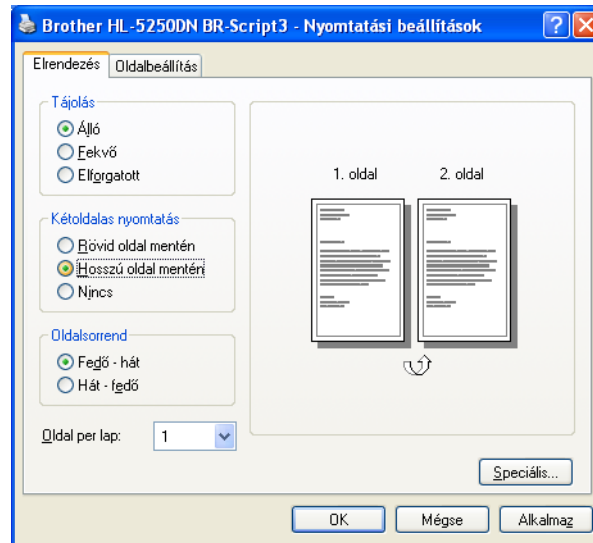 Brother HL-5250DN BR-Script3 - Nyomtatási beállítások
Elrendezés Oldalbeállítás
Tájolás
Álló
Fekvő
Elforgatott
Kétoldalas nyomtatás
Rövid oldal mentén
Hosszú oldal mentén
Nincs
Oldalsorrend
Fedő - hát
Hát - fedő
Oldal per lap: 1
1. oldal 2. oldal
Speciális...
OK Mégse Alkalmaz